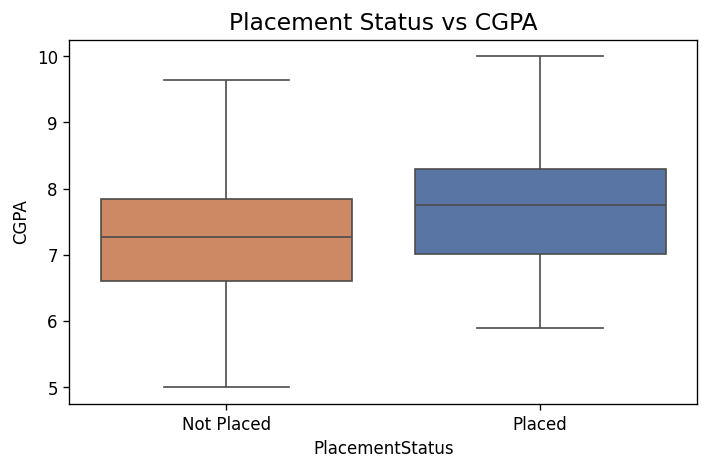 Placement Status vs CGPA
10
9
8
7
6
5
CGPA
Not Placed
Placed
PlacementStatus